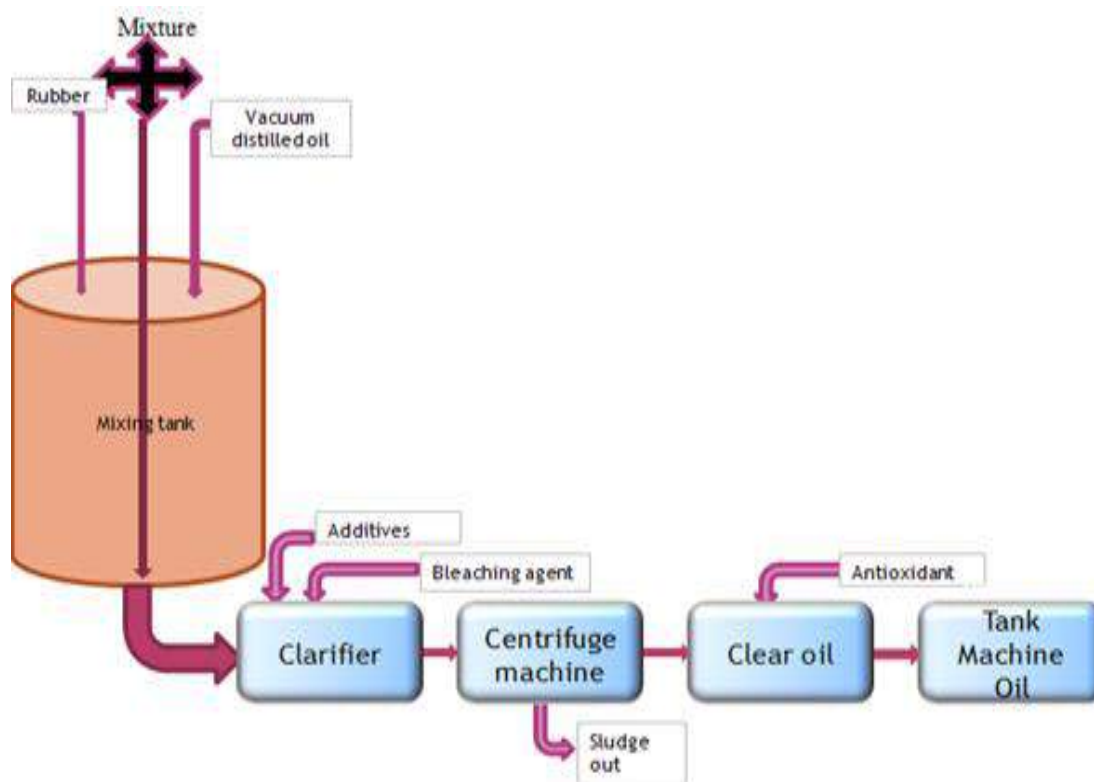 Mixture
Rubber
Vacuum
distilled oil
Mixing tank
Additives
Bleaching agent
Antioxidant
Clarifier
Centrifuge
machine
Clear oil
Tank
Machine
Oil
Sludge
out